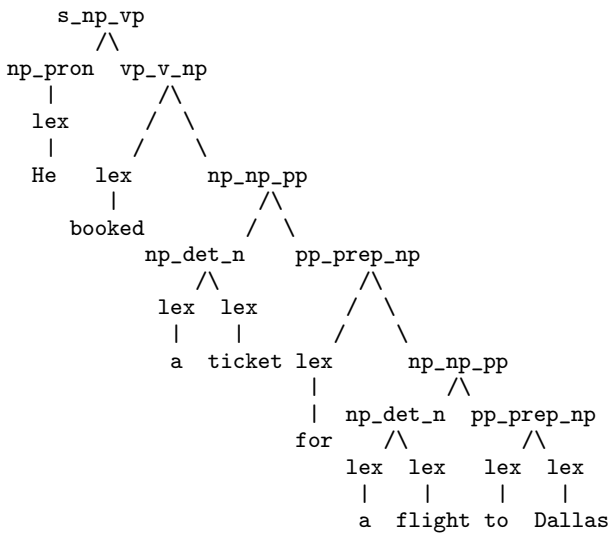 s_np_vp
np_pron vp_v_np
lex
He lex np_np_pp
booked
np_det_n pp_prep_np
lex lex
a ticket lex np_np_pp
np_det_n pp_prep_np
for
lex lex lex lex
a flight to Dallas